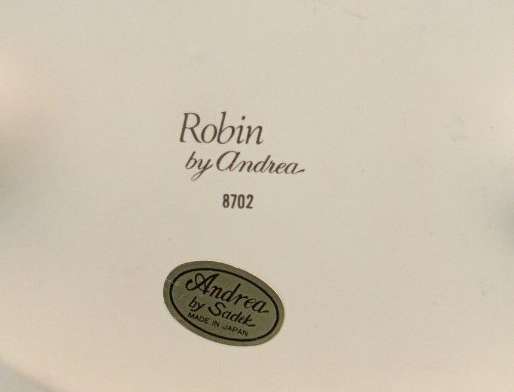 Robin
by Andrea
8702
Andrea
by Sadek
MADE IN JAPAN